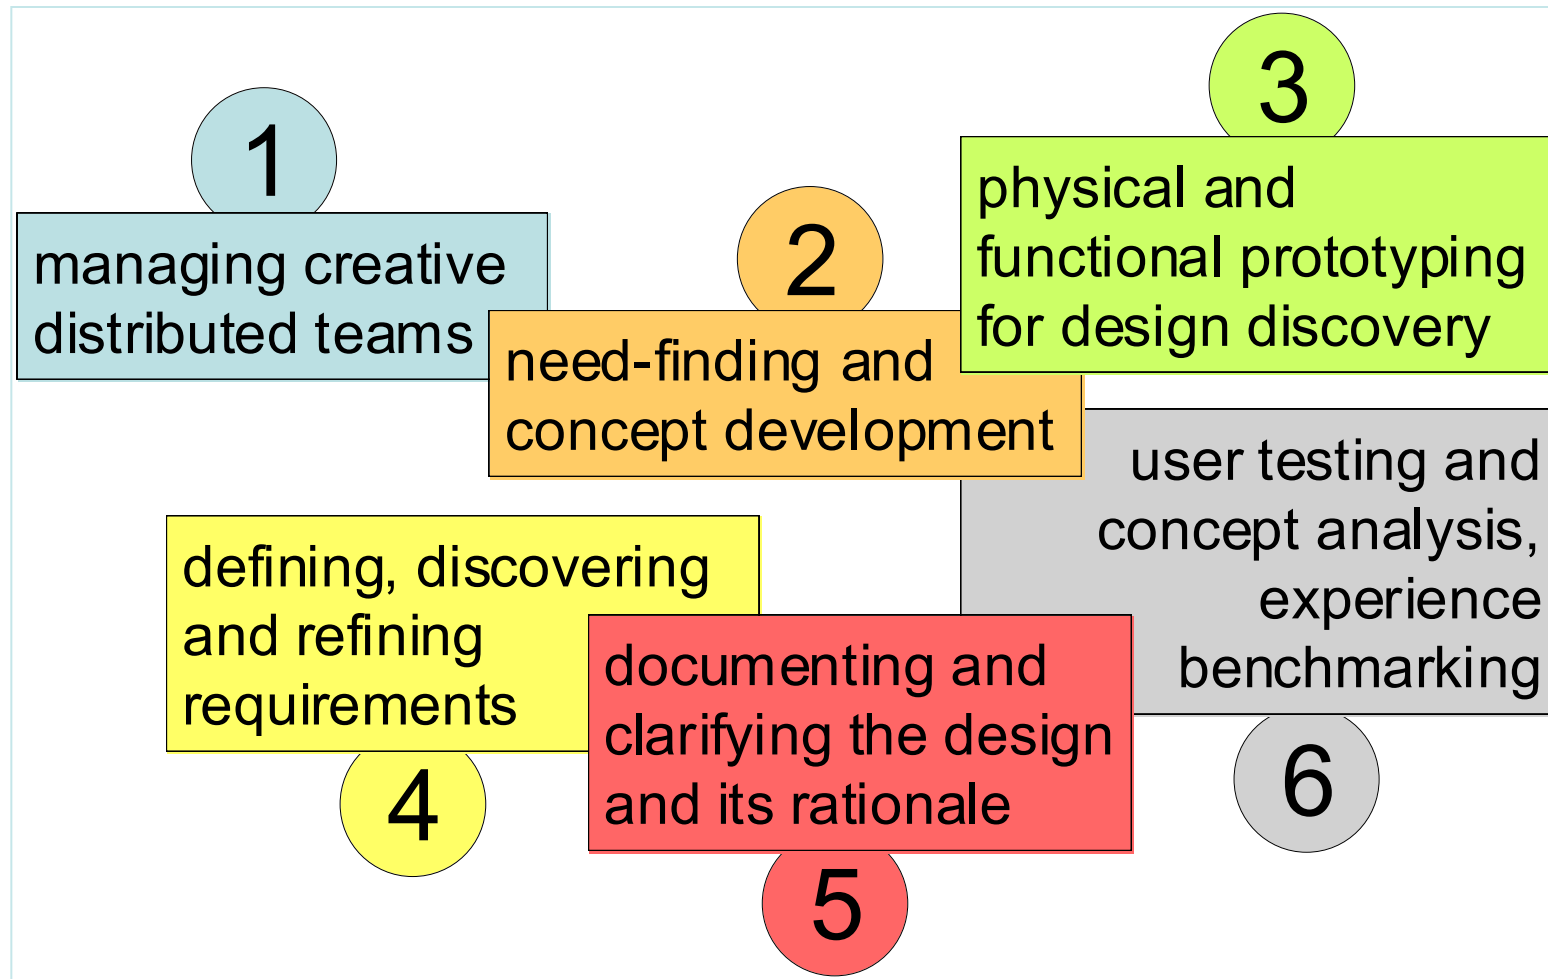 1
managing creative
distributed teams
2
need-finding and
concept development
3
physical and
functional prototyping
for design discovery
defining, discovering
and refining
requirements
4
documenting and
clarifying the design
and its rationale
5
user testing and
concept analysis,
experience
benchmarking
6